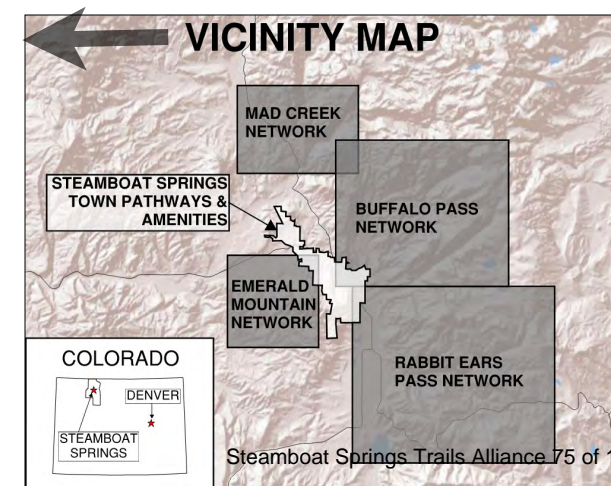 VICINITY MAP
MAD CREEK
NETWORK
STEAMBOAT SPRINGS
TOWN PATHWAYS &
AMENITIES
BUFFALO PASS
NETWORK
EMERALD
MOUNTAIN
NETWORK
RABBIT EARS
PASS NETWORK
COLORADO
DENVER
STEAMBOAT
SPRINGS
Steamboat Springs Trails Alliance 75 of 1